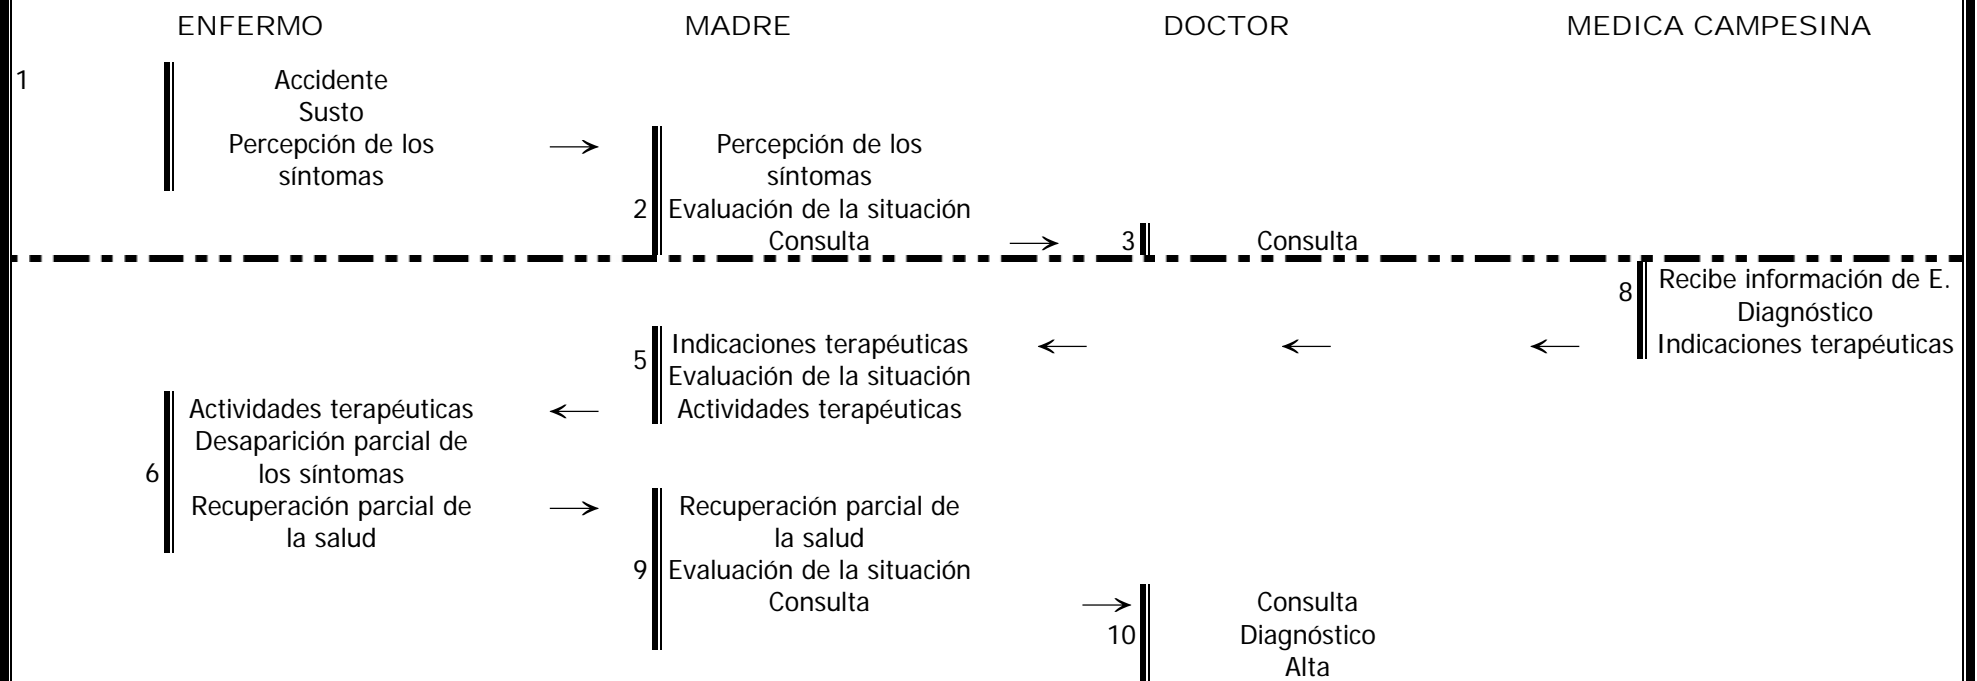 ENFERMO MADRE DOCTOR MEDICA CAMPESINA
1 Accidente
Susto
Percepción de los → Percepción de los
síntomas síntomas
2 Evaluación de la situación
Consulta → 3 Consulta
8 Recibe información de E.
Diagnóstico
5 Indicaciones terapéuticas ← ← ← Indicaciones terapéuticas
Evaluación de la situación
Actividades terapéuticas ← Actividades terapéuticas
Desaparición parcial de
6 los síntomas
Recuperación parcial de → Recuperación parcial de
la salud la salud
9 Evaluación de la situación
Consulta → Consulta
10 Diagnóstico
Alta